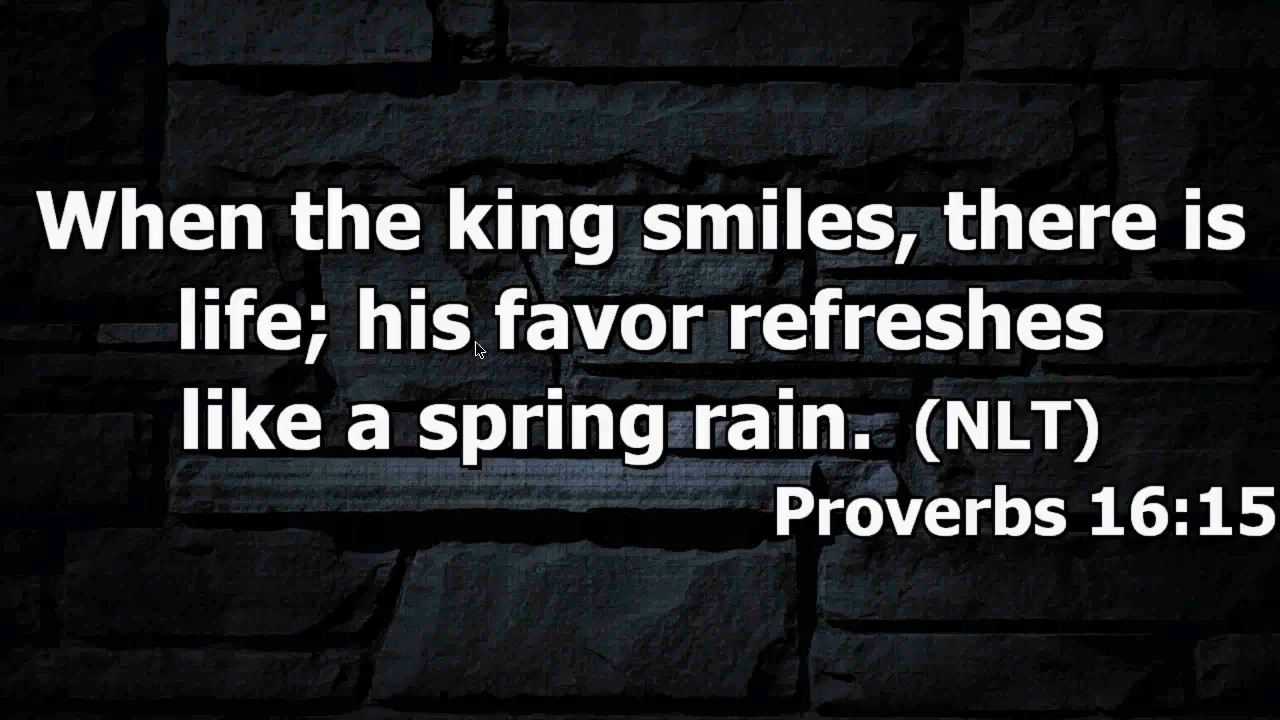 When the king smiles, there is
life; his favor refreshes
like a spring rain. (NLT)
Proverbs 16:15